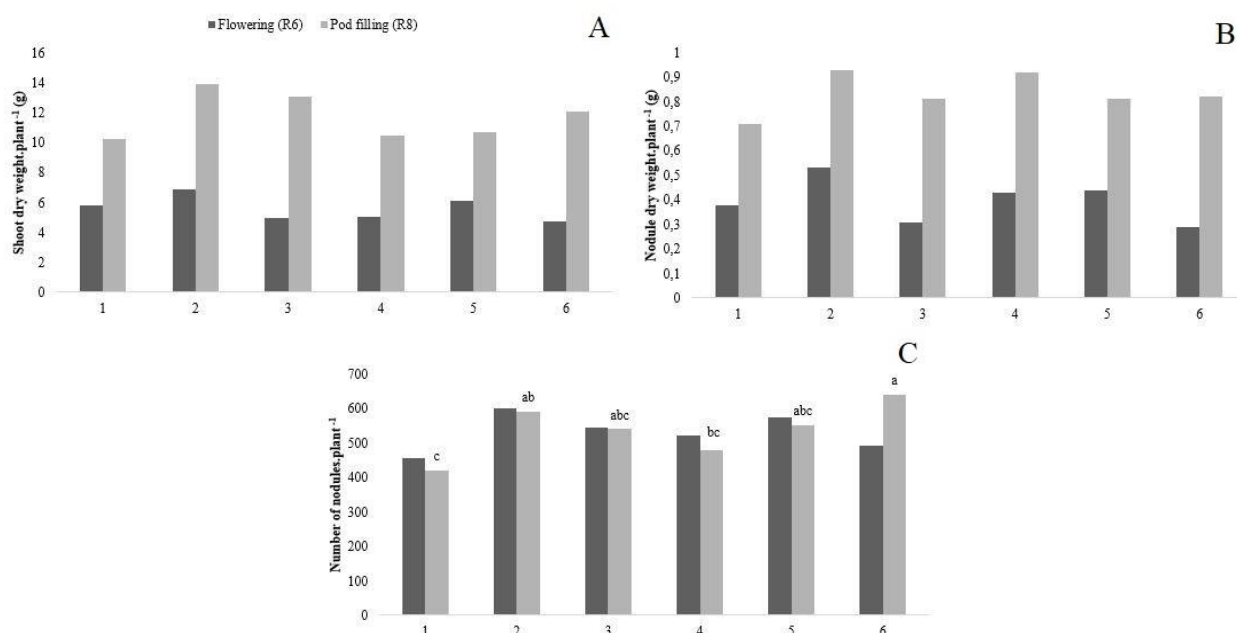 Flowering (R6) Pod filling (R8)
A
Shoot dry weight.plant⁻¹ (g)
16
14
12
10
8
6
4
2
0
1 2 3 4 5 6
B
Nodule dry weight.plant⁻¹ (g)
1
0,9
0,8
0,7
0,6
0,5
0,4
0,3
0,2
0,1
0
1 2 3 4 5 6
C
Number of nodules.plant⁻¹
700
600
500
400
300
200
100
0
c ab abc bc abc a
1 2 3 4 5 6